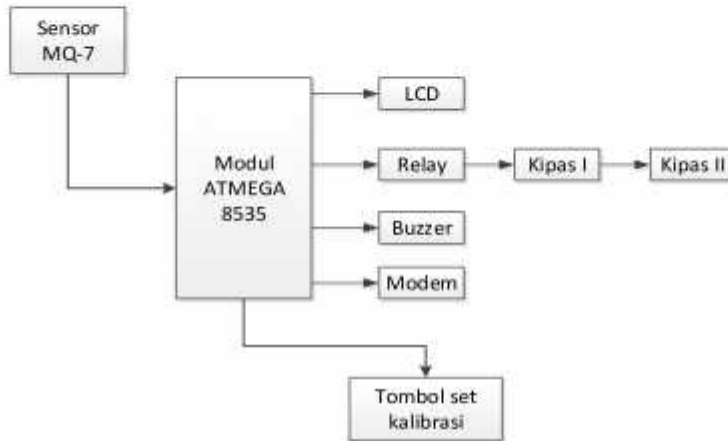 Sensor
MQ-7
Modul
ATMEGA
8535
LCD
Relay
Kipas I
Kipas II
Buzzer
Modem
Tombol set
kalibrasi